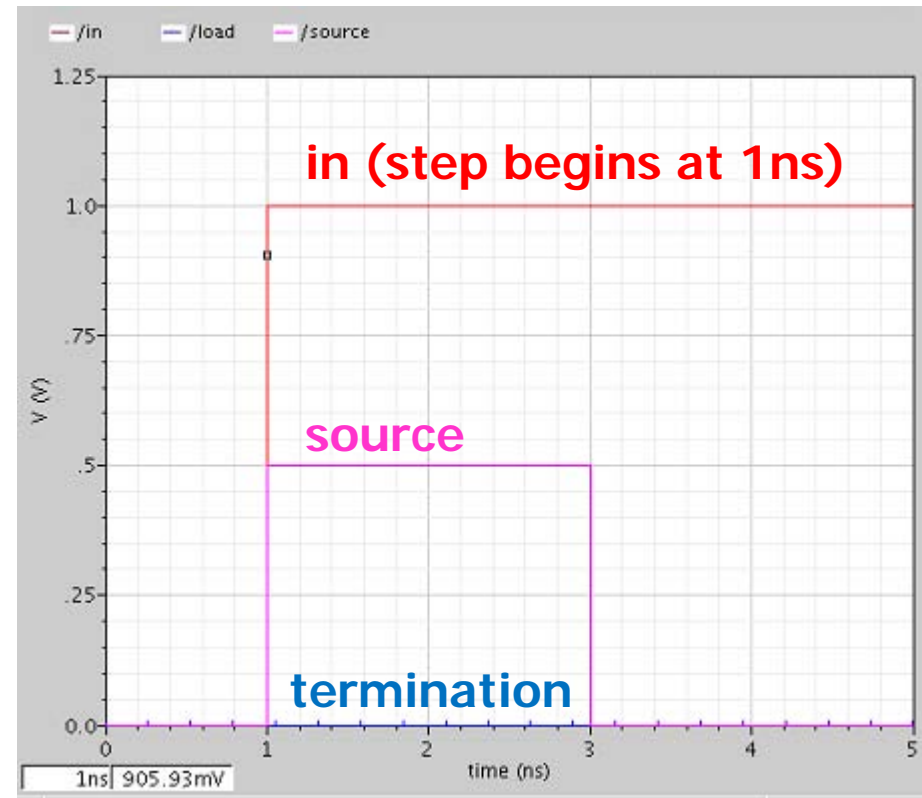 /in /load /source
1.25
in (step begins at 1ns)
1.0
.75
V (V)
source
.5
.25
termination
0.0
0 1 2 3 4 5
time (ns)
1ns 905.93mV